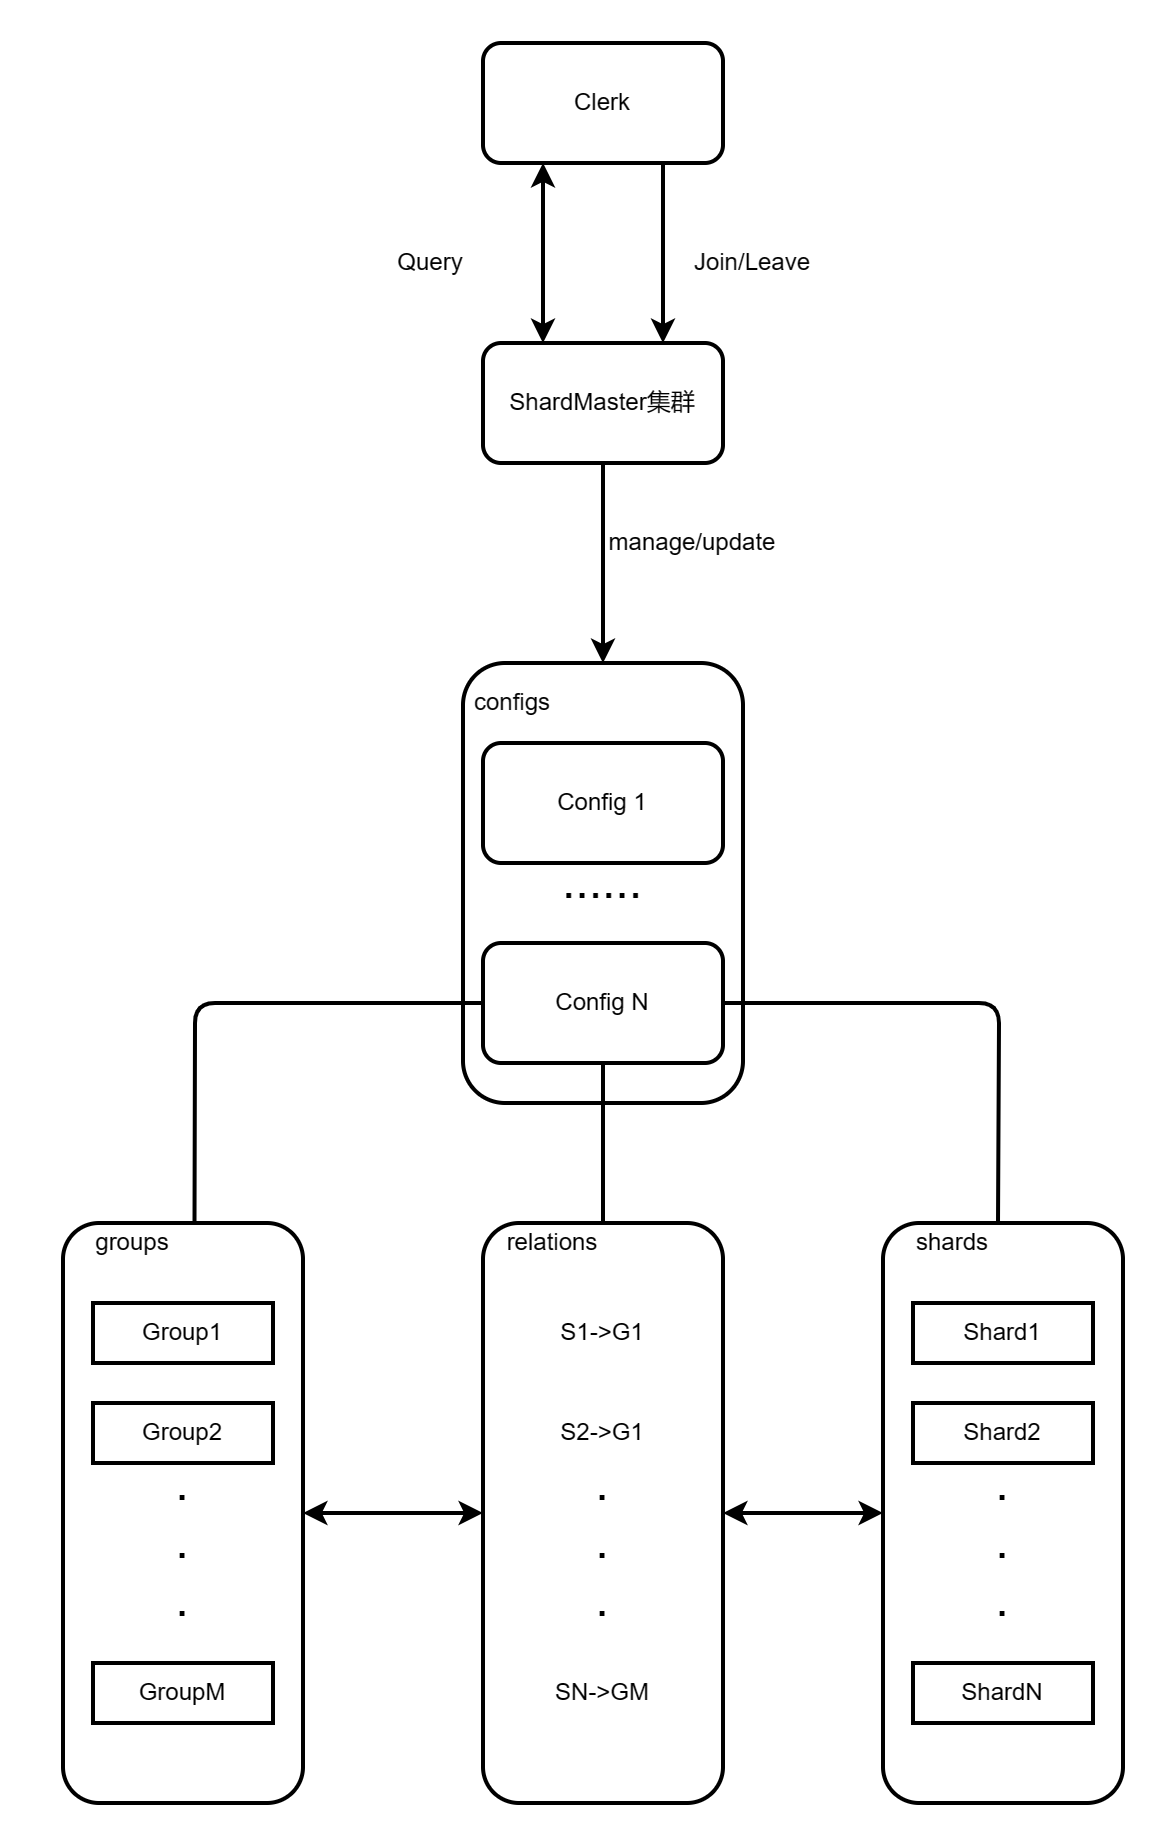 Clerk
Query
Join/Leave
ShardMaster集群
manage/update
configs
Config 1
......
Config N
groups
Group1
Group2
.
.
.
GroupM
relations
S1->G1
S2->G1
.
.
.
SN->GM
shards
Shard1
Shard2
.
.
.
ShardN